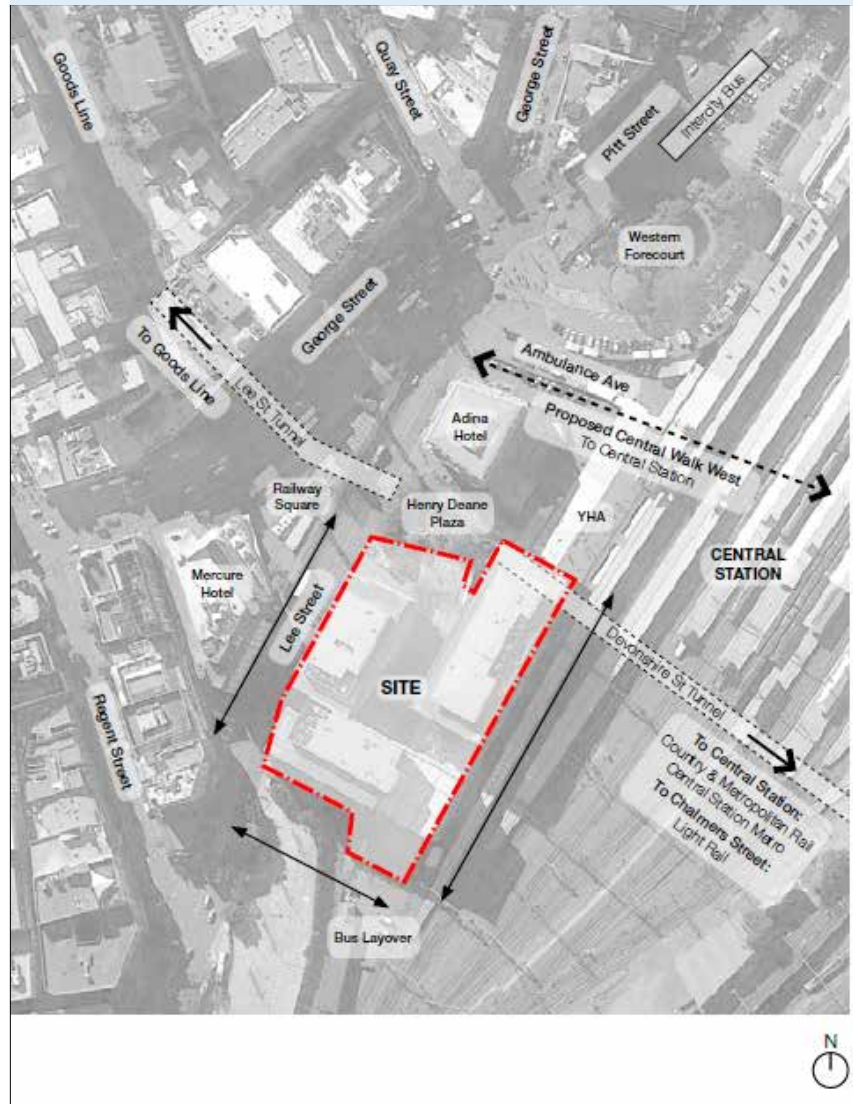 Goods Line
Quay Street
George Street
Pitt Street
Intercity Bus
Western
Forecourt
George Street
To Goods Line
Lee St Tunnel
Ambulance Ave
Adina
Hotel
Proposed Central Walk West
To Central Station
Railway
Square
Henry Deane
Plaza
YHA
CENTRAL
STATION
Mercure
Hotel
Lee Street
SITE
Devonshire St Tunnel
Regent Street
To Central Station:
Country & Metropolitan Rail
Central Station Metro
To Chalmers Street:
Light Rail
Bus Layover
N